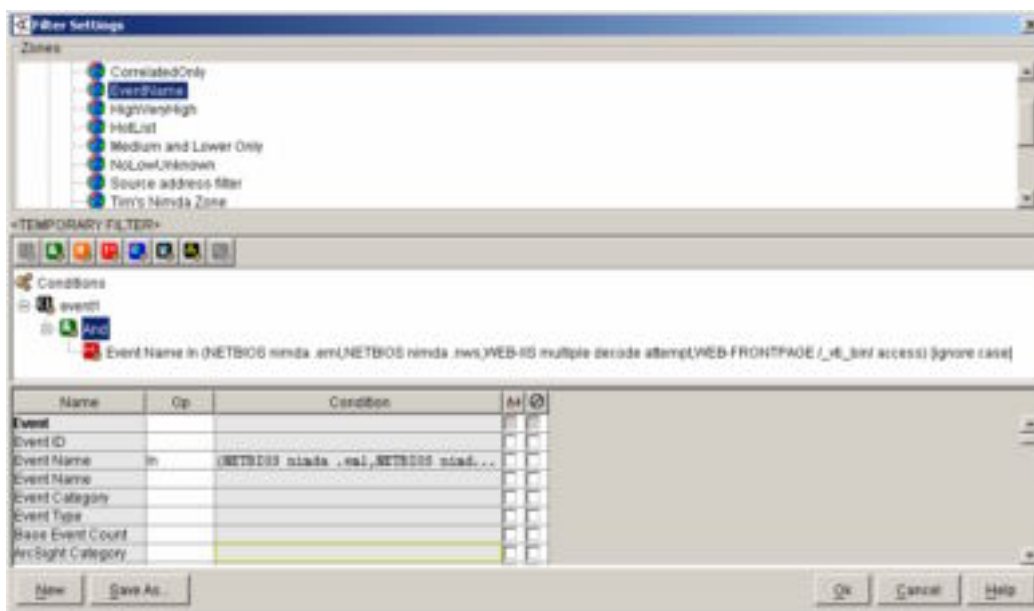 Filter Settings
Zones
CorrelatedOnly
EventName
HighVeryHigh
HotList
Medium and Lower Only
NoLowUnknown
Source address filter
Tim's Nimda Zone
<TEMPORARY FILTER>
Conditions
event1
And
Event Name In (NETBIOS nimda .eml,NETBIOS nimda .nws,WEB-IIS multiple decode attempt,WEB-FRONTPAGE /_vti_bin/ access) [ignore case]
Name Op Condition
Event
Event ID
Event Name In (NETBIOS nimda .eml,NETBIOS nimd...
Event Name
Event Category
Event Type
Base Event Count
ArcSight Category
New Save As... Ok Cancel Help